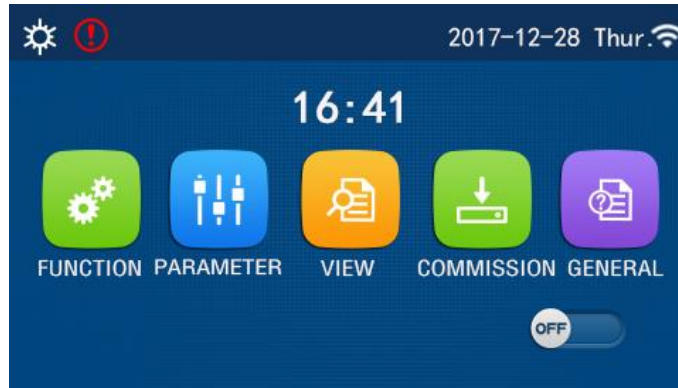 2017-12-28 Thur.
16:41
FUNCTION PARAMETER VIEW COMMISSION GENERAL
OFF